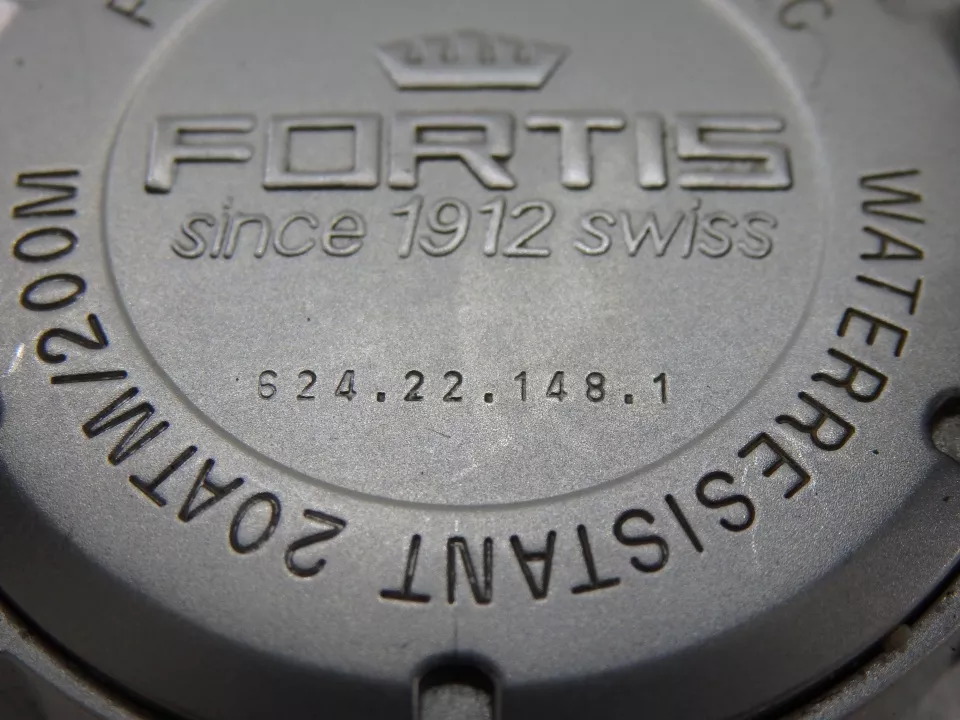 FORTIS
since 1912 swiss
624.22.148.1
WATERRESISTANT 20ATM/200M